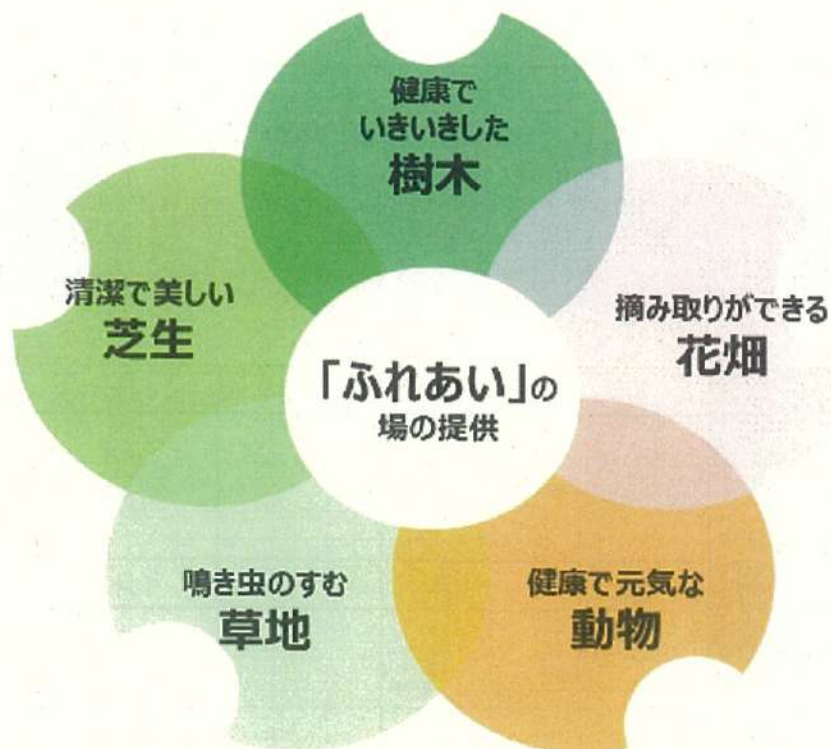 健康で
いきいきした
樹木
摘み取りができる
花畑
健康で元気な
動物
鳴き虫のすむ
草地
清潔で美しい
芝生
「ふれあい」の
場の提供